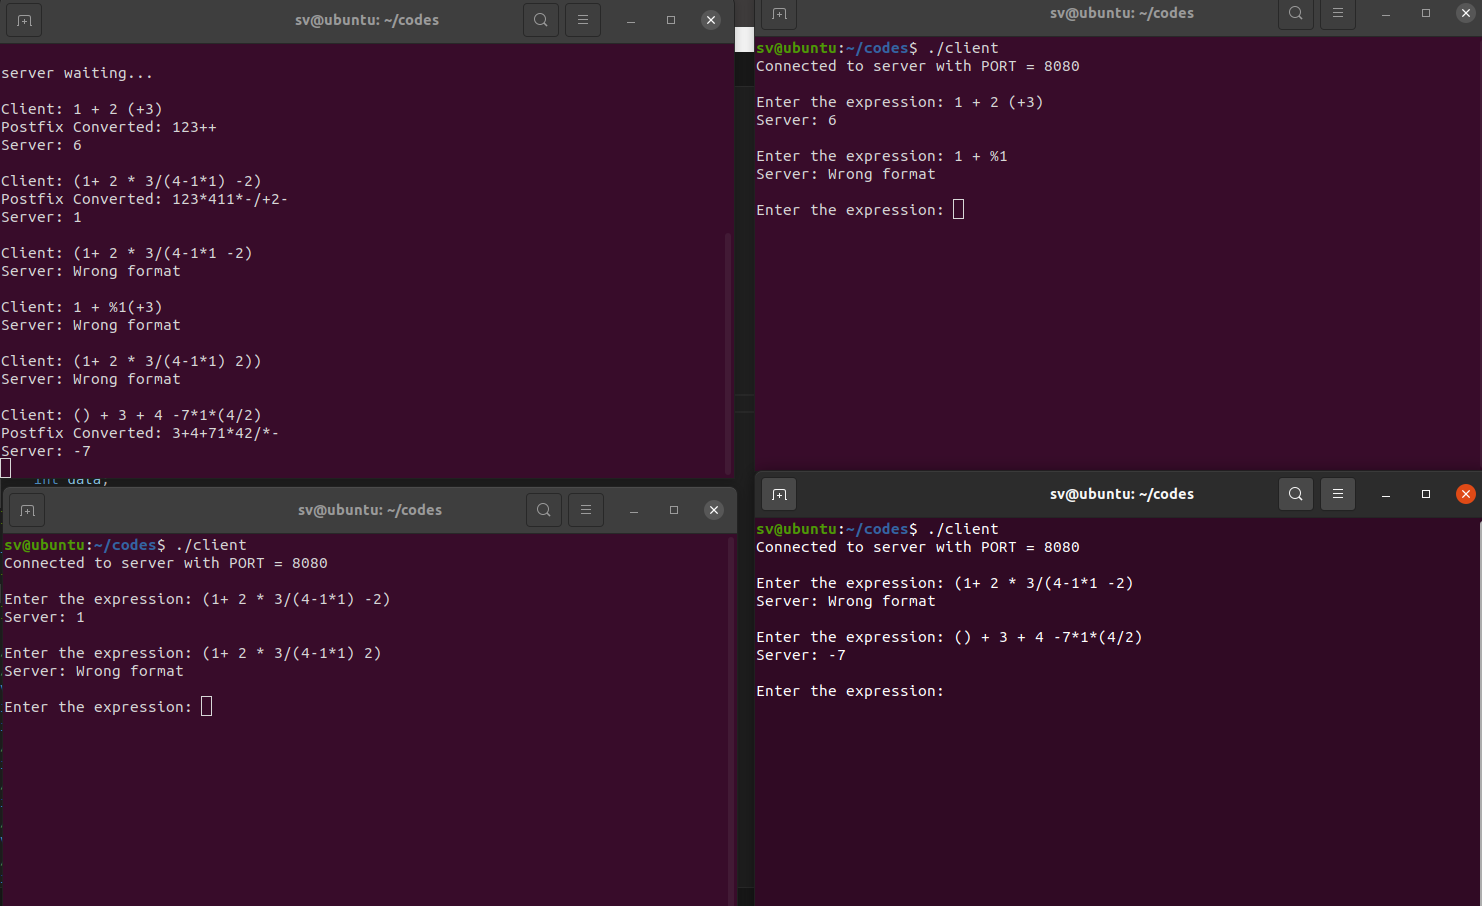 sv@ubuntu: ~/codes
server waiting...
Client: 1 + 2 (+3)
Postfix Converted: 123++
Server: 6
Client: (1+ 2 * 3/(4-1*1) -2)
Postfix Converted: 123*411*-/+2-
Server: 1
Client: (1+ 2 * 3/(4-1*1 -2)
Server: Wrong format
Client: 1 + %1(+3)
Server: Wrong format
Client: (1+ 2 * 3/(4-1*1) 2))
Server: Wrong format
Client: () + 3 + 4 -7*1*(4/2)
Postfix Converted: 3+4+71*42/*-
Server: -7
int data;
sv@ubuntu: ~/codes
sv@ubuntu:~/codes$ ./client
Connected to server with PORT = 8080
Enter the expression: 1 + 2 (+3)
Server: 6
Enter the expression: 1 + %1
Server: Wrong format
Enter the expression:
sv@ubuntu: ~/codes
sv@ubuntu:~/codes$ ./client
Connected to server with PORT = 8080
Enter the expression: (1+ 2 * 3/(4-1*1) -2)
Server: 1
Enter the expression: (1+ 2 * 3/(4-1*1) 2)
Server: Wrong format
Enter the expression:
sv@ubuntu: ~/codes
sv@ubuntu:~/codes$ ./client
Connected to server with PORT = 8080
Enter the expression: (1+ 2 * 3/(4-1*1 -2)
Server: Wrong format
Enter the expression: () + 3 + 4 -7*1*(4/2)
Server: -7
Enter the expression: